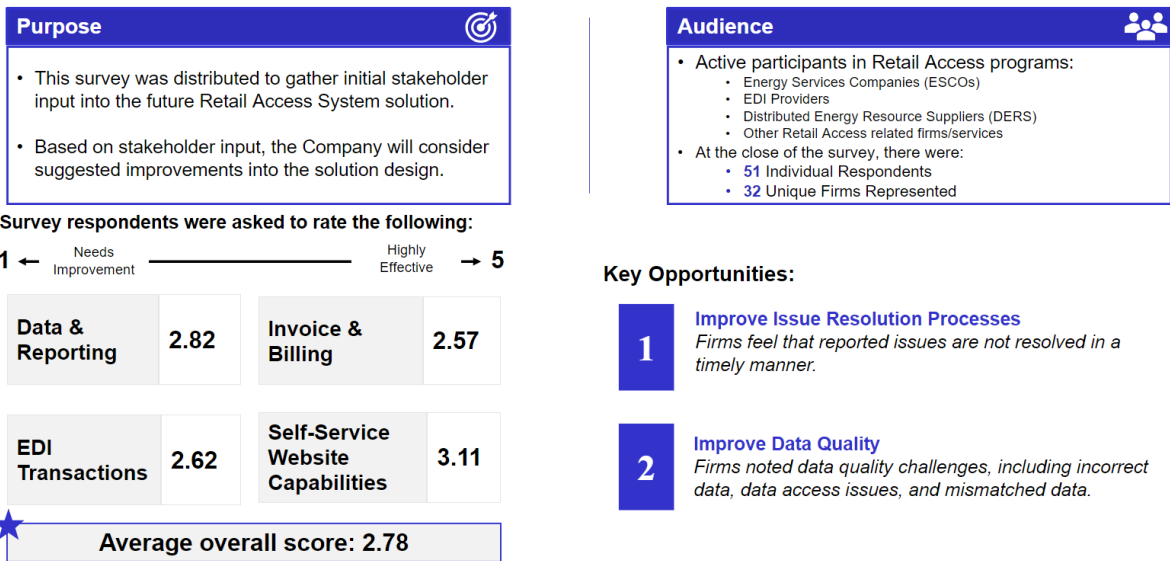 Purpose
• This survey was distributed to gather initial stakeholder
input into the future Retail Access System solution.
• Based on stakeholder input, the Company will consider
suggested improvements into the solution design.
Audience
• Active participants in Retail Access programs:
• Energy Services Companies (ESCOs)
• EDI Providers
• Distributed Energy Resource Suppliers (DERS)
• Other Retail Access related firms/services
• At the close of the survey, there were:
• 51 Individual Respondents
• 32 Unique Firms Represented
Survey respondents were asked to rate the following:
1
Needs
Improvement
Highly
Effective
5
Data &
Reporting
2.82
Invoice &
Billing
2.57
EDI
Transactions
2.62
Self-Service
Website
Capabilities
3.11
Average overall score: 2.78
Key Opportunities:
1
Improve Issue Resolution Processes
Firms feel that reported issues are not resolved in a
timely manner.
2
Improve Data Quality
Firms noted data quality challenges, including incorrect
data, data access issues, and mismatched data.